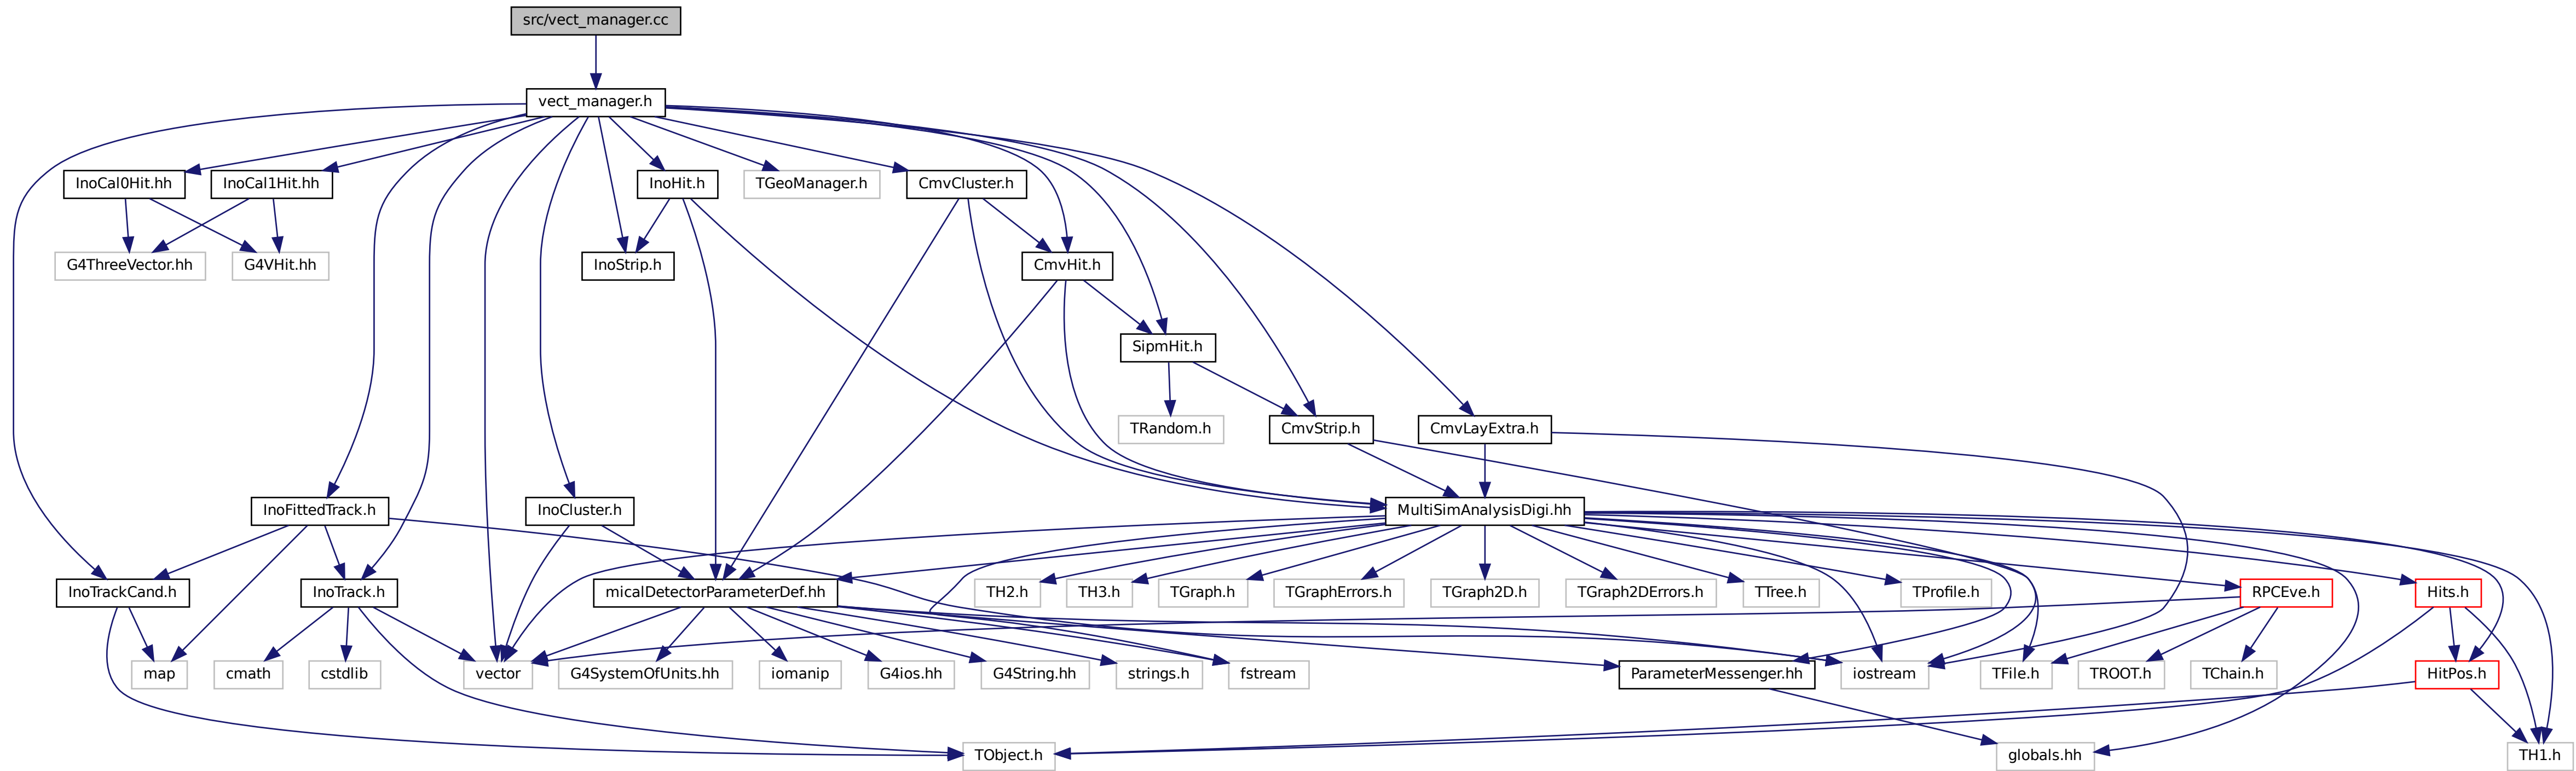 src/vect_manager.cc
vect_manager.h
InoCal0Hit.hh
InoCal1Hit.hh
InoHit.h
TGeoManager.h
CmvCluster.h
G4ThreeVector.hh
G4VHit.hh
InoStrip.h
CmvHit.h
SipmHit.h
TRandom.h
CmvStrip.h
CmvLayExtra.h
InoFittedTrack.h
InoCluster.h
MultiSimAnalysisDigi.hh
InoTrackCand.h
InoTrack.h
micalDetectorParameterDef.hh
TH2.h
TH3.h
TGraph.h
TGraphErrors.h
TGraph2D.h
TGraph2DErrors.h
TTree.h
TProfile.h
RPCEve.h
Hits.h
map
cmath
cstdlib
vector
G4SystemOfUnits.hh
iomanip
G4ios.hh
G4String.hh
strings.h
fstream
ParameterMessenger.hh
iostream
TFile.h
TROOT.h
TChain.h
HitPos.h
TObject.h
globals.hh
TH1.h